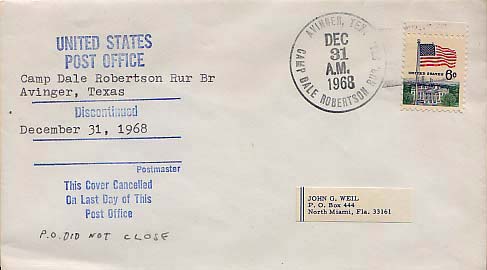 UNITED STATES
POST OFFICE
Camp Dale Robertson Rur Br
Avinger, Texas
Discontinued
December 31, 1968
Postmaster
This Cover Cancelled
On Last Day of This
Post Office
P.O. DID NOT CLOSE
AVINGER, TEX.
DEC
31
A.M.
1968
CAMP DALE ROBERTSON RUR.
UNITED STATES 6¢
JOHN G. WEIL
P. O. Box 444
North Miami, Fla. 33161